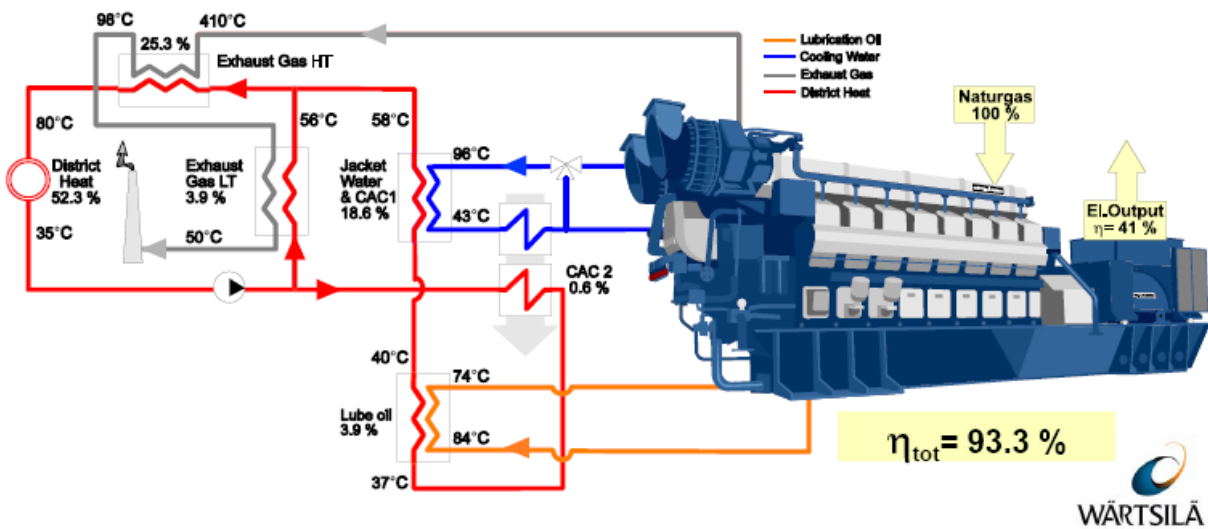 98°C
410°C
25.3 %
Exhaust Gas HT
Lubrication Oil
Cooling Water
Exhaust Gas
District Heat
Naturgas
100 %
80°C
56°C
58°C
96°C
District
Heat
52.3 %
Exhaust
Gas LT
3.9 %
Jacket
Water
& CAC1
18.6 %
El.Output
η= 41 %
35°C
50°C
43°C
CAC 2
0.6 %
40°C
74°C
Lube oil
3.9 %
84°C
37°C
ηtot= 93.3 %
WÄRTSILÄ